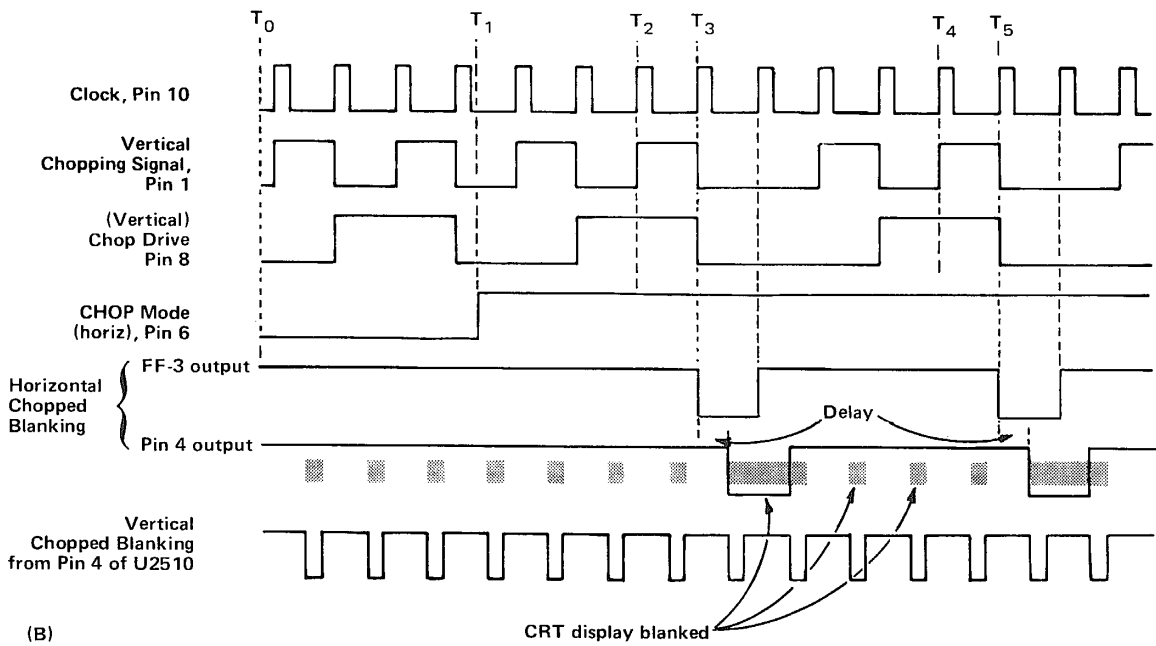 T0 T1 T2 T3 T4 T5
Clock, Pin 10
Vertical
Chopping Signal,
Pin 1
(Vertical)
Chop Drive
Pin 8
CHOP Mode
(horiz), Pin 6
Horizontal
Chopped
Blanking
FF-3 output
Delay
Pin 4 output
Vertical
Chopped Blanking
from Pin 4 of U2510
CRT display blanked
(B)